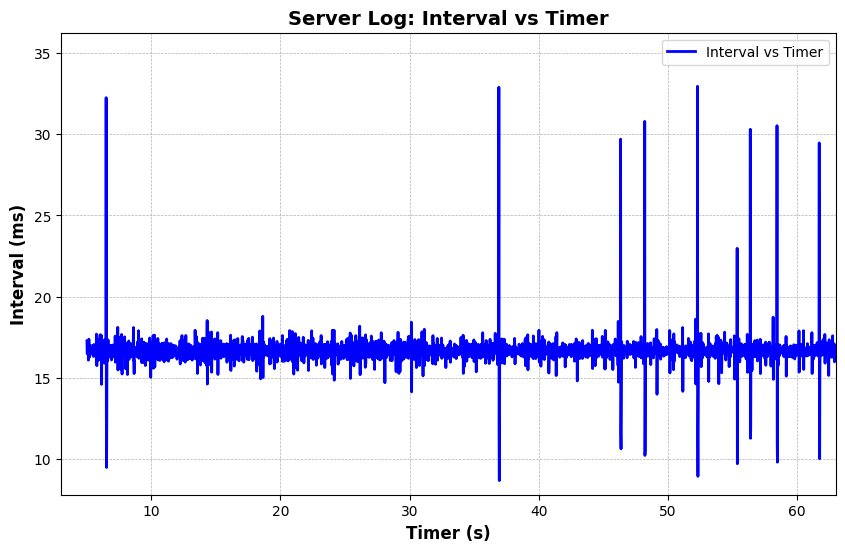 Server Log: Interval vs Timer
Interval vs Timer
35
30
25
20
15
10
Interval (ms)
10 20 30 40 50 60
Timer (s)